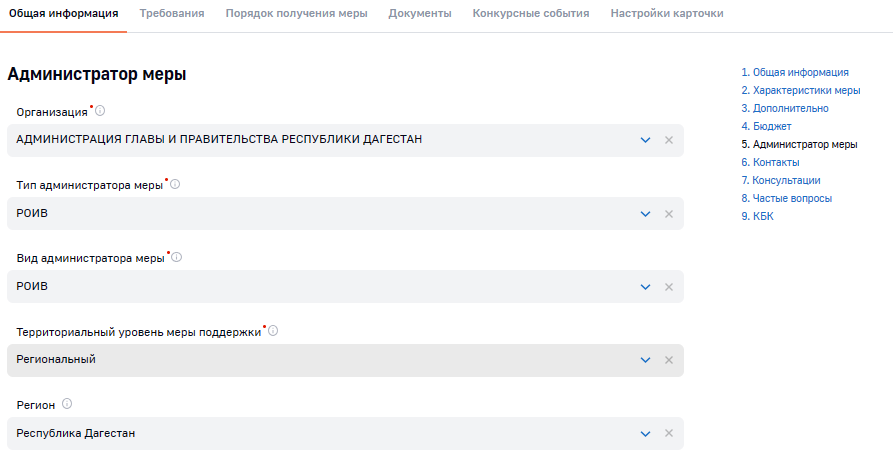 Общая информация Требования Порядок получения меры Документы Конкурсные события Настройки карточки
Администратор меры
Организация
АДМИНИСТРАЦИЯ ГЛАВЫ И ПРАВИТЕЛЬСТВА РЕСПУБЛИКИ ДАГЕСТАН
Тип администратора меры
РОИВ
Вид администратора меры
РОИВ
Территориальный уровень меры поддержки
Региональный
Регион
Республика Дагестан
1. Общая информация
2. Характеристики меры
3. Дополнительно
4. Бюджет
5. Администратор меры
6. Контакты
7. Консультации
8. Частые вопросы
9. КБК